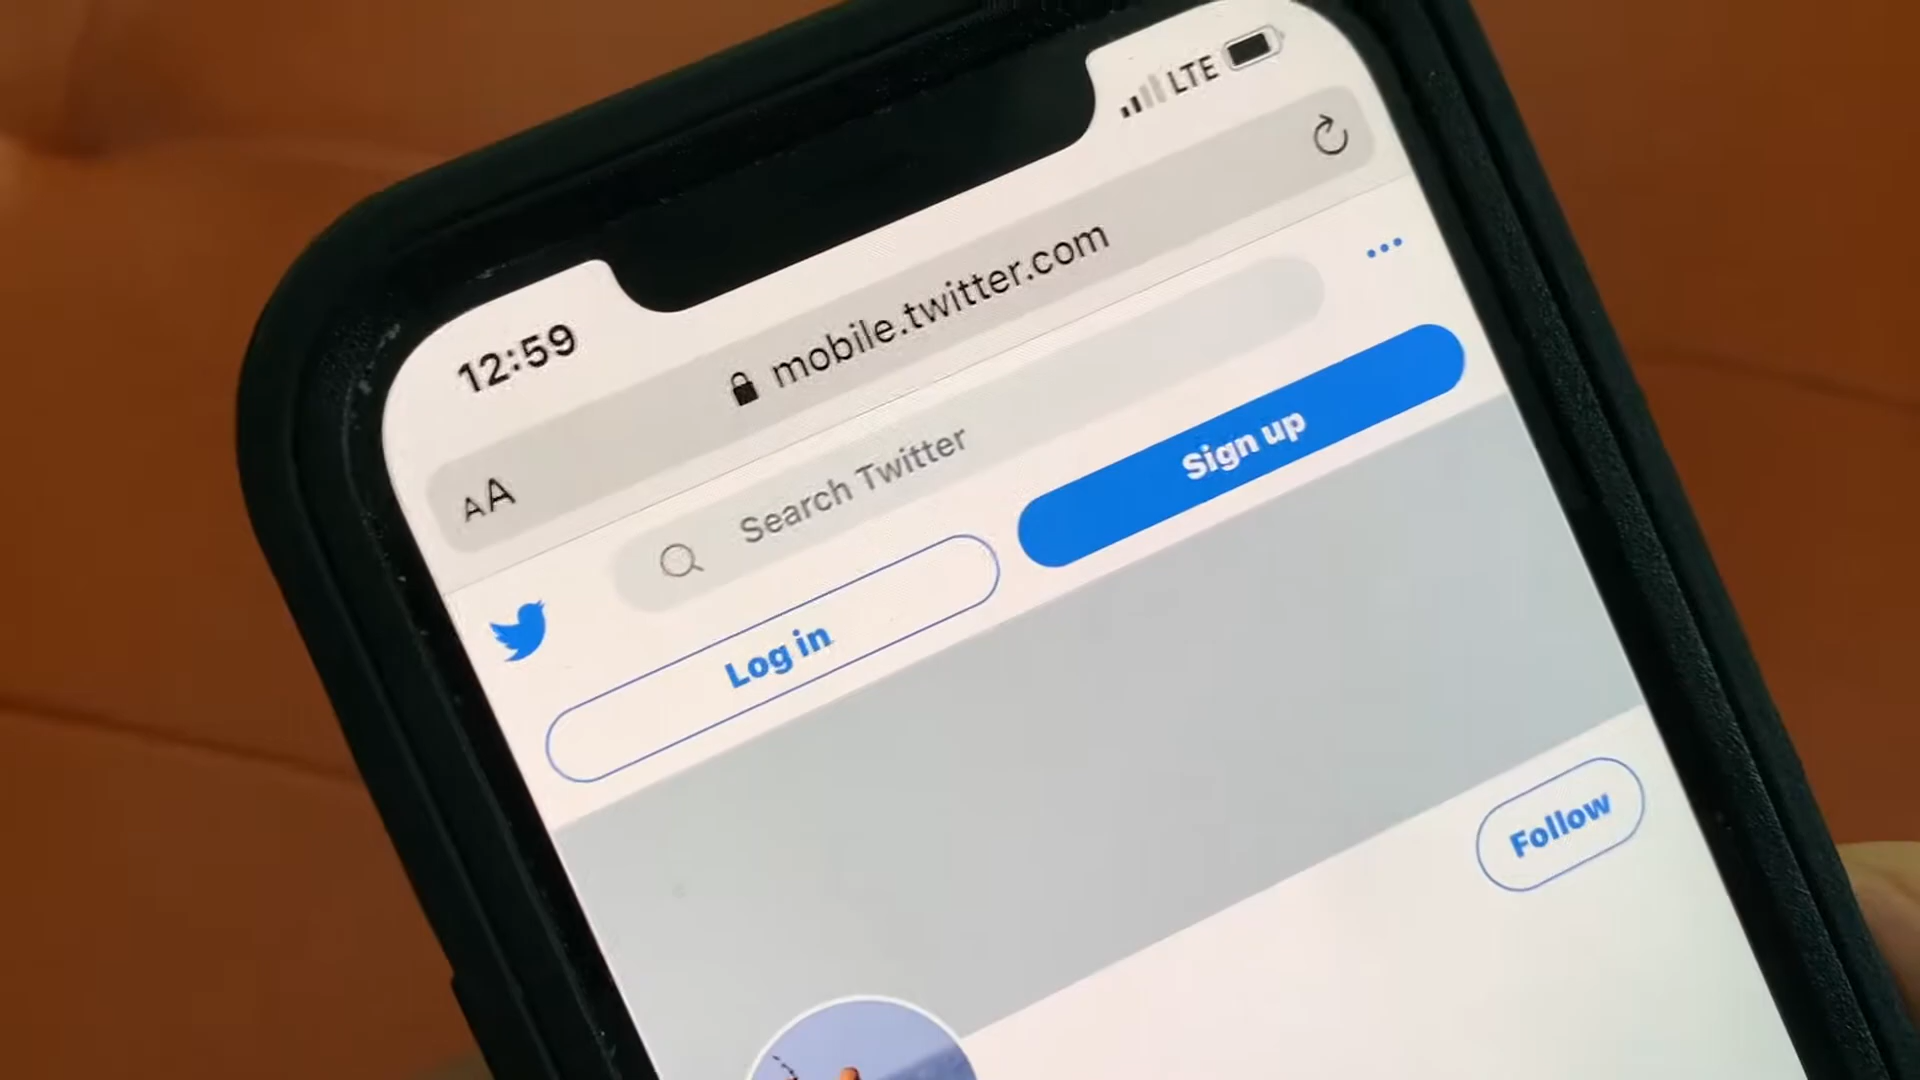 12:59
LTE
AA
mobile.twitter.com
Search Twitter
Log in
Sign up
Follow